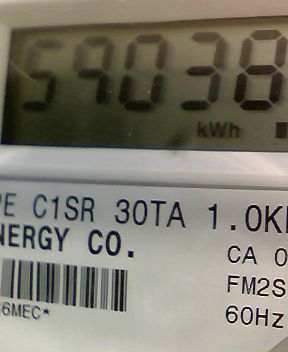 59038
kWh
PE C1SR 30TA 1.0K
NERGY CO.
CA 0
FM2S
6MEC*
60Hz